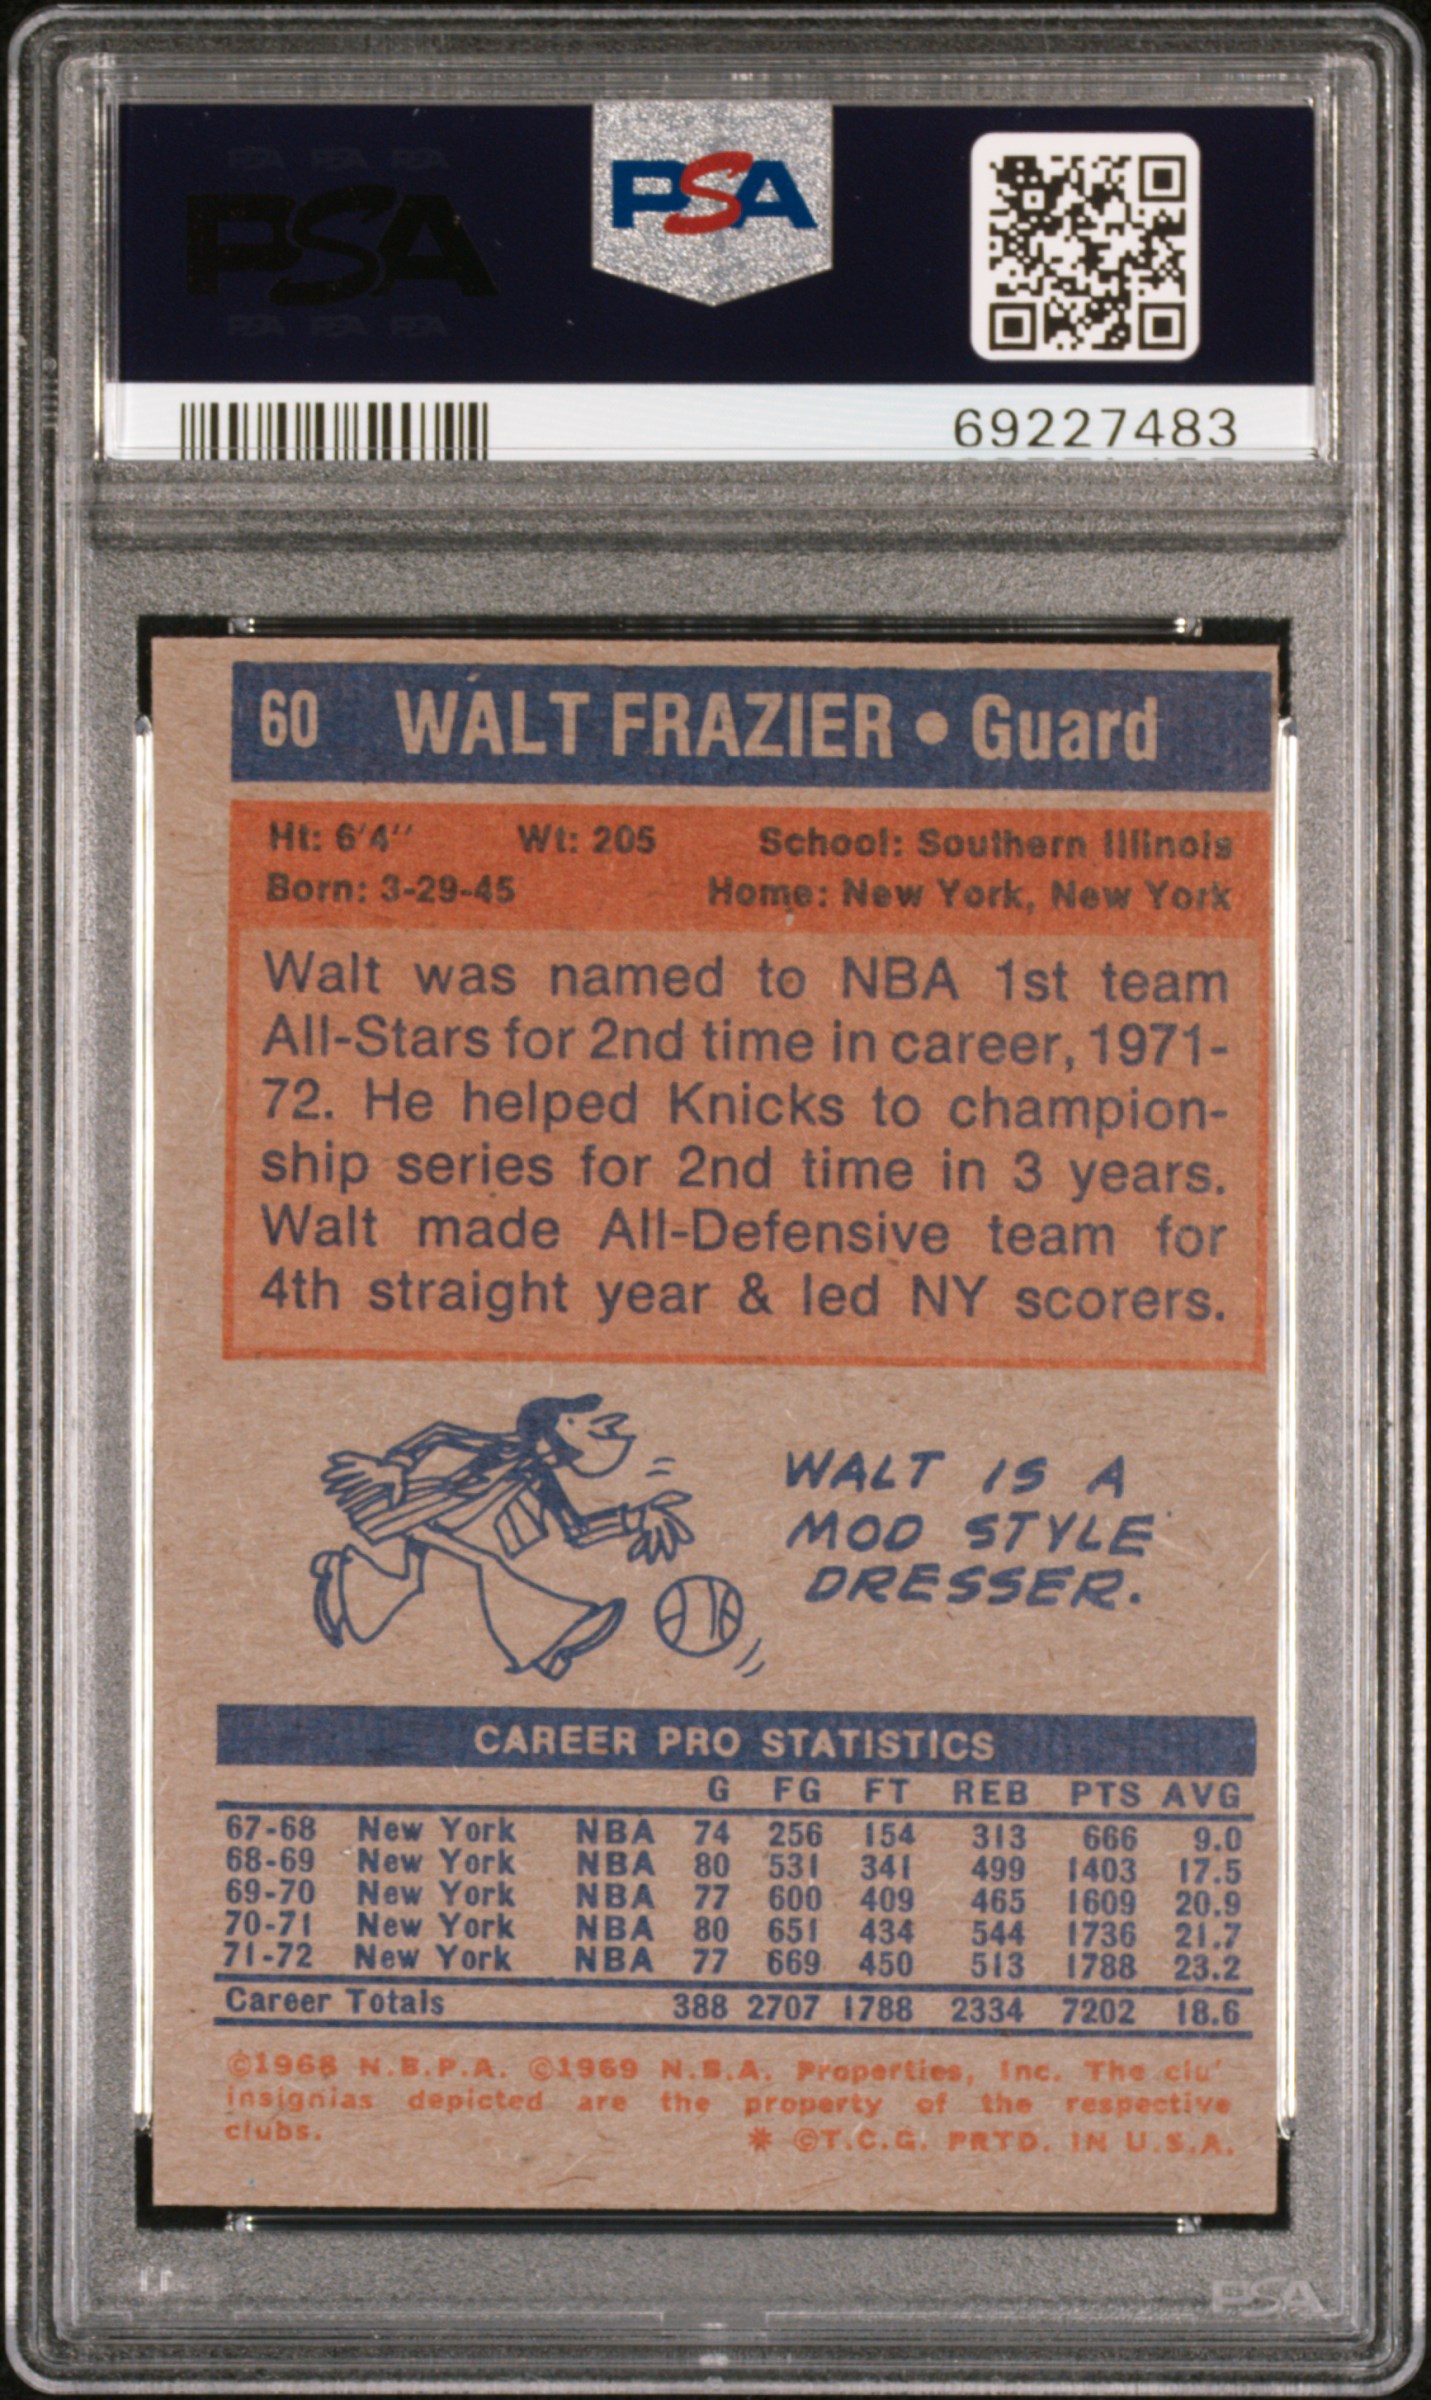 PSA PSA PSA
PSA
PSA PSA PSA
PSA
69227483
60 WALT FRAZIER • Guard
Ht: 6'4" Wt: 205 School: Southern Illinois
Born: 3-29-45 Home: New York, New York
Walt was named to NBA 1st team
All-Stars for 2nd time in career, 1971-
72. He helped Knicks to champion-
ship series for 2nd time in 3 years.
Walt made All-Defensive team for
4th straight year & led NY scorers.
WALT IS A
MOD STYLE
DRESSER.
CAREER PRO STATISTICS
G FG FT REB PTS AVG
67-68 New York NBA 74 256 154 313 666 9.0
68-69 New York NBA 80 531 341 499 1403 17.5
69-70 New York NBA 77 600 409 465 1609 20.9
70-71 New York NBA 80 651 434 544 1736 21.7
71-72 New York NBA 77 669 450 513 1788 23.2
Career Totals 388 2707 1788 2334 7202 18.6
©1968 N.B.P.A. ©1969 N.B.A. Properties, Inc. The clu'
insignias depicted are the property of the respective
clubs. * ©T.C.G. PRTD. IN U.S.A.
PSA